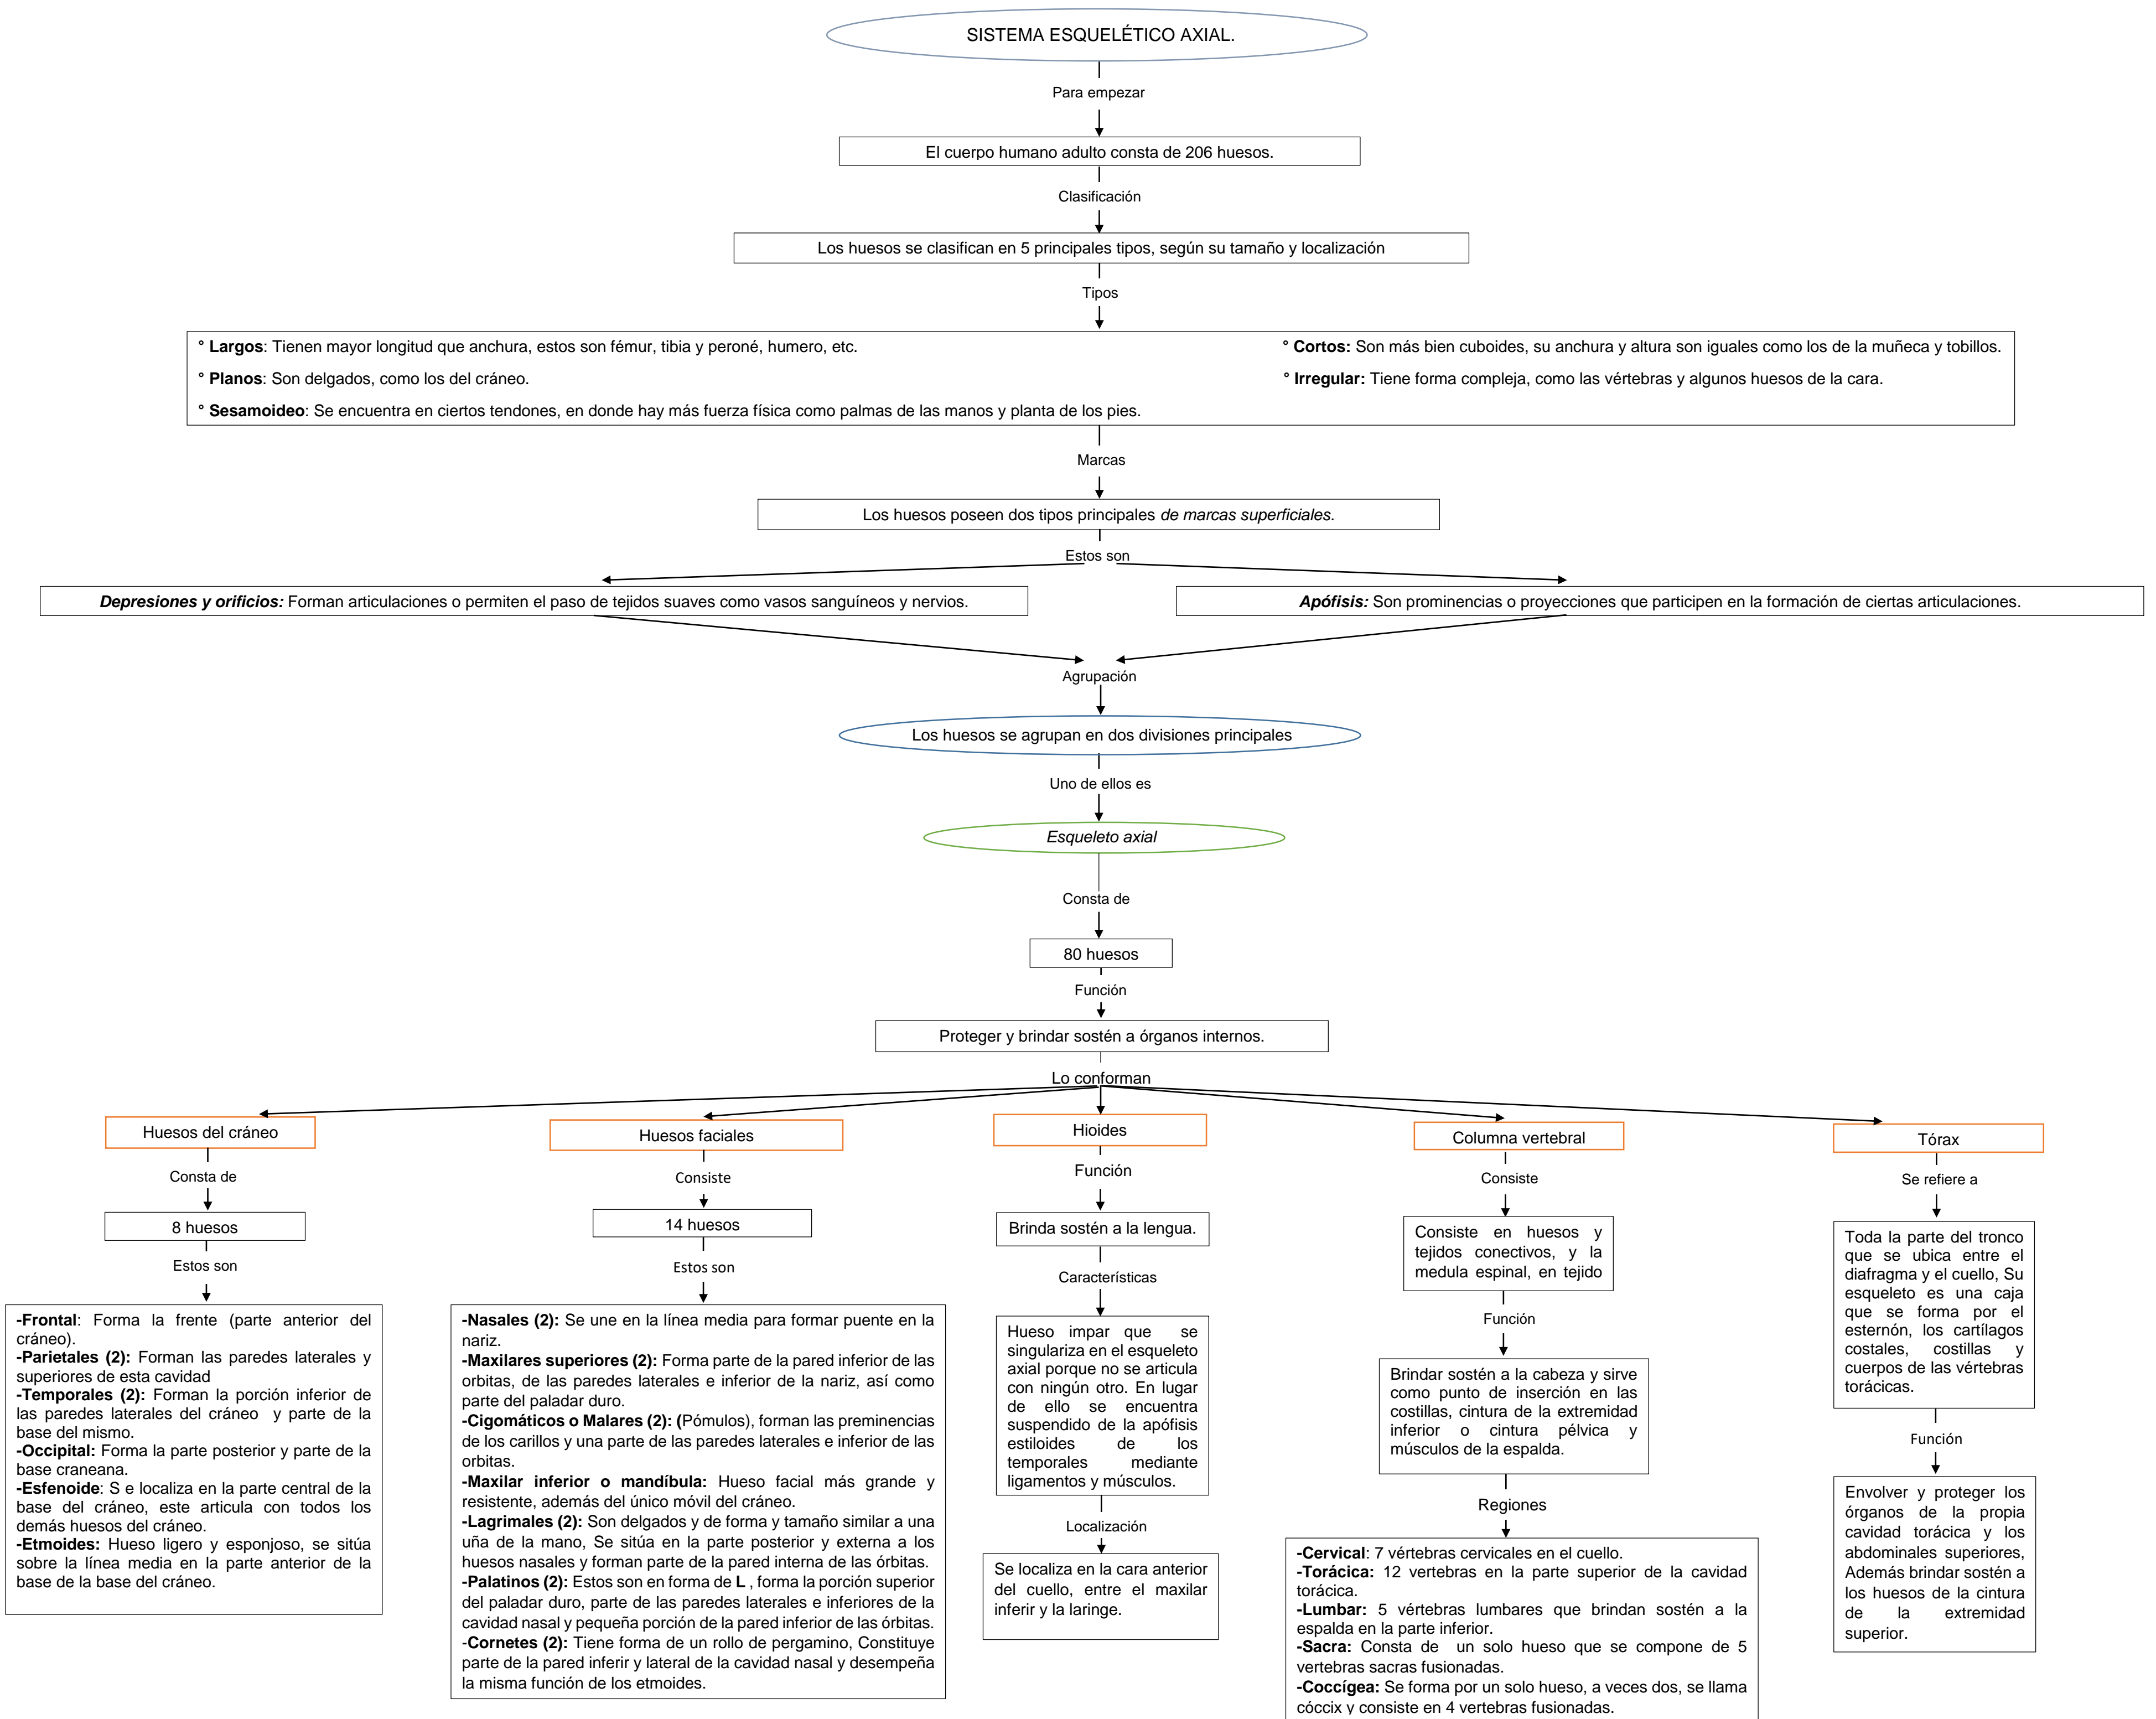 SISTEMA ESQUELÉTICO AXIAL.
Para empezar
El cuerpo humano adulto consta de 206 huesos.
Clasificación
Los huesos se clasifican en 5 principales tipos, según su tamaño y localización
Tipos
° Largos: Tienen mayor longitud que anchura, estos son fémur, tibia y peroné, humero, etc.
° Cortos: Son más bien cuboides, su anchura y altura son iguales como los de la muñeca y tobillos.
° Planos: Son delgados, como los del cráneo.
° Irregular: Tiene forma compleja, como las vértebras y algunos huesos de la cara.
° Sesamoideo: Se encuentra en ciertos tendones, en donde hay más fuerza física como palmas de las manos y planta de los pies.
Marcas
Los huesos poseen dos tipos principales de marcas superficiales.
Estos son
Depresiones y orificios: Forman articulaciones o permiten el paso de tejidos suaves como vasos sanguíneos y nervios.
Apófisis: Son prominencias o proyecciones que participen en la formación de ciertas articulaciones.
Agrupación
Los huesos se agrupan en dos divisiones principales
Uno de ellos es
Esqueleto axial
Consta de
80 huesos
Función
Proteger y brindar sostén a órganos internos.
Lo conforman
Huesos del cráneo
Consta de
8 huesos
Estos son
-Frontal: Forma la frente (parte anterior del
cráneo).
-Parietales (2): Forman las paredes laterales y
superiores de esta cavidad
-Temporales (2): Forman la porción inferior de
las paredes laterales del cráneo y parte de la
base del mismo.
-Occipital: Forma la parte posterior y parte de la
base craneana.
-Esfenoide: S e localiza en la parte central de la
base del cráneo, este articula con todos los
demás huesos del cráneo.
-Etmoides: Hueso ligero y esponjoso, se sitúa
sobre la línea media en la parte anterior de la
base de la base del cráneo.
Huesos faciales
Consiste
14 huesos
Estos son
-Nasales (2): Se une en la línea media para formar puente en la
nariz.
-Maxilares superiores (2): Forma parte de la pared inferior de las
orbitas, de las paredes laterales e inferior de la nariz, así como
parte del paladar duro.
-Cigomáticos o Malares (2): (Pómulos), forman las preminencias
de los carillos y una parte de las paredes laterales e inferior de las
orbitas.
-Maxilar inferior o mandíbula: Hueso facial más grande y
resistente, además del único móvil del cráneo.
-Lagrimales (2): Son delgados y de forma y tamaño similar a una
uña de la mano, Se sitúa en la parte posterior y externa a los
huesos nasales y forman parte de la pared interna de las órbitas.
-Palatinos (2): Estos son en forma de L , forma la porción superior
del paladar duro, parte de las paredes laterales e inferiores de la
cavidad nasal y pequeña porción de la pared inferior de las órbitas.
-Cornetes (2): Tiene forma de un rollo de pergamino, Constituye
parte de la pared inferir y lateral de la cavidad nasal y desempeña
la misma función de los etmoides.
Hioides
Función
Brinda sostén a la lengua.
Características
Hueso impar que se
singulariza en el esqueleto
axial porque no se articula
con ningún otro. En lugar
de ello se encuentra
suspendido de la apófisis
estiloides de los
temporales mediante
ligamentos y músculos.
Localización
Se localiza en la cara anterior
del cuello, entre el maxilar
inferir y la laringe.
Columna vertebral
Consiste
Consiste en huesos y
tejidos conectivos, y la
medula espinal, en tejido
Función
Brindar sostén a la cabeza y sirve
como punto de inserción en las
costillas, cintura de la extremidad
inferior o cintura pélvica y
músculos de la espalda.
Regiones
-Cervical: 7 vértebras cervicales en el cuello.
-Torácica: 12 vertebras en la parte superior de la cavidad
torácica.
-Lumbar: 5 vértebras lumbares que brindan sostén a la
espalda en la parte inferior.
-Sacra: Consta de un solo hueso que se compone de 5
vertebras sacras fusionadas.
-Coccígea: Se forma por un solo hueso, a veces dos, se llama
cóccix y consiste en 4 vertebras fusionadas.
Tórax
Se refiere a
Toda la parte del tronco
que se ubica entre el
diafragma y el cuello, Su
esqueleto es una caja
que se forma por el
esternón, los cartílagos
costales, costillas y
cuerpos de las vértebras
torácicas.
Función
Envolver y proteger los
órganos de la propia
cavidad torácica y los
abdominales superiores,
Además brindar sostén a
los huesos de la cintura
de la extremidad
superior.